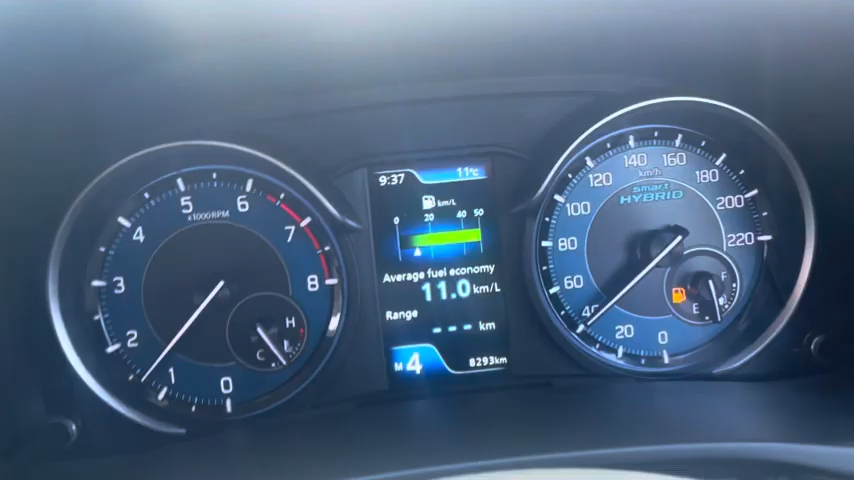 0
1
2
3
4
5
6
7
8
x1000RPM
C
H
9:37
11°C
km/L
0
20
40
50
Average fuel economy
11.0 km/L
Range
--- km
M 4
8293km
0
20
40
60
80
100
120
140
160
180
200
220
km/h
smart
HYBRID
E
F